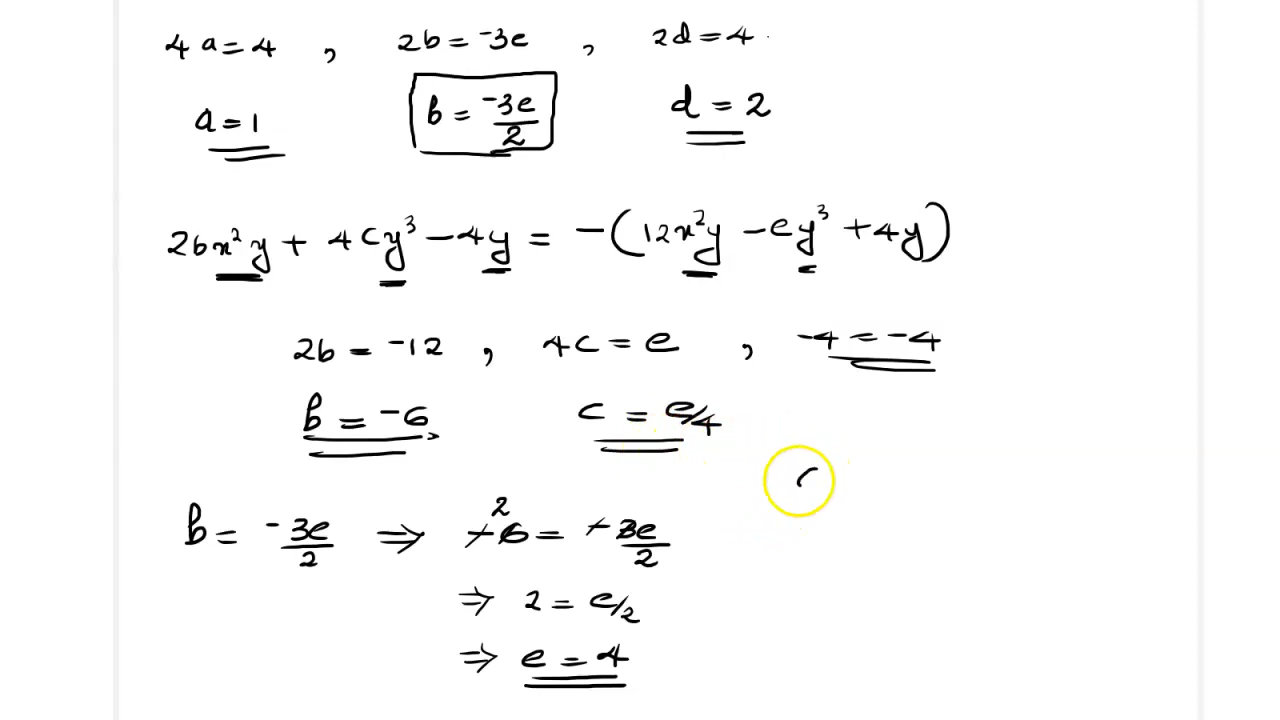 4a = 4 , 2b = -3e , 2d = 4
a = 1 b = -3e/2 d = 2
2bx²y + 4cy³ - 4y = -(12x²y - ey³ + 4y)
2b = -12 , 4c = e , -4 = -4
b = -6 c = e/4
b = -3e/2 ⇒ -6 = -3e/2 2
⇒ 2 = e/2
⇒ e = 4